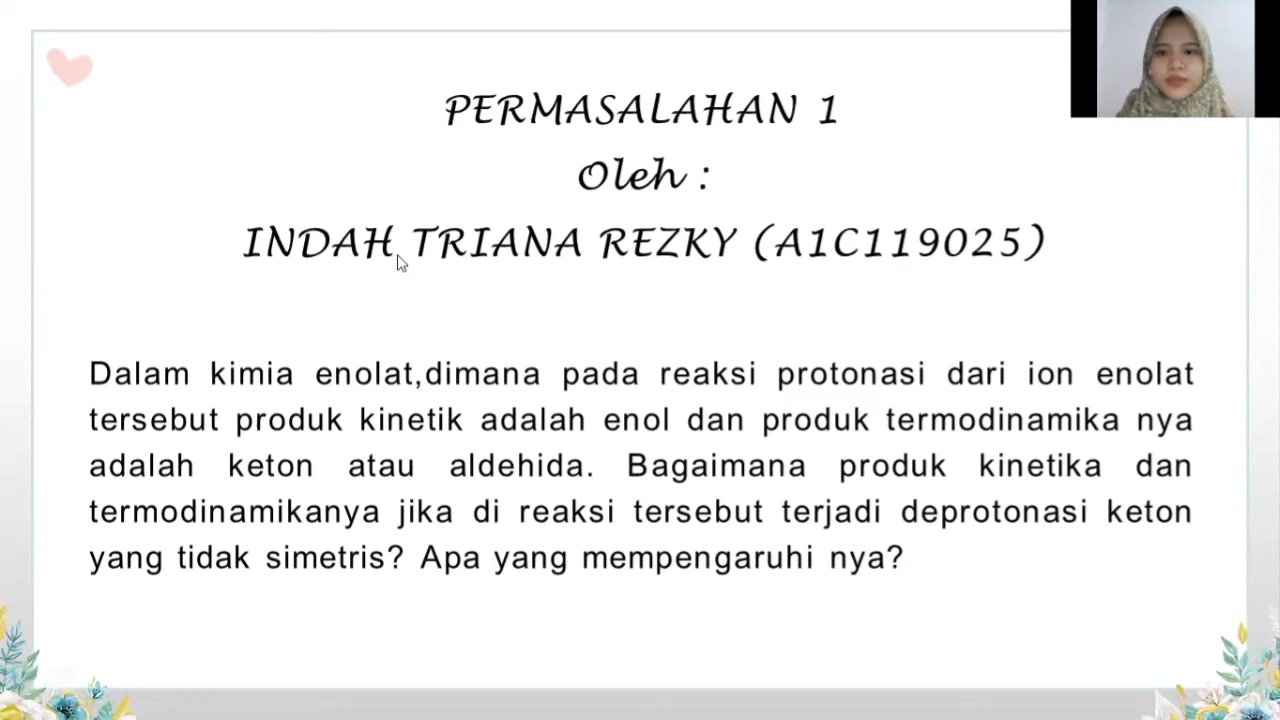 PERMASALAHAN 1
Oleh :
INDAH TRIANA REZKY (A1C119025)
Dalam kimia enolat,dimana pada reaksi protonasi dari ion enolat
tersebut produk kinetik adalah enol dan produk termodinamika nya
adalah keton atau aldehida. Bagaimana produk kinetika dan
termodinamikanya jika di reaksi tersebut terjadi deprotonasi keton
yang tidak simetris? Apa yang mempengaruhi nya?